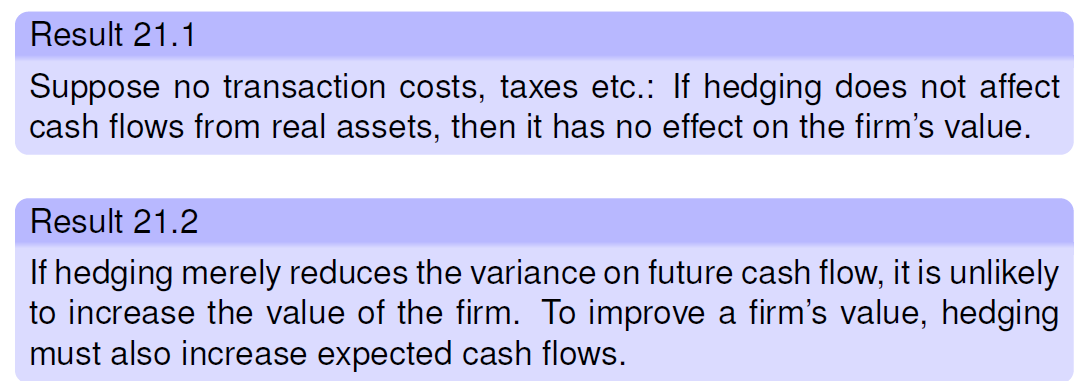 Result 21.1
Suppose no transaction costs, taxes etc.: If hedging does not affect
cash flows from real assets, then it has no effect on the firm's value.
Result 21.2
If hedging merely reduces the variance on future cash flow, it is unlikely
to increase the value of the firm. To improve a firm's value, hedging
must also increase expected cash flows.